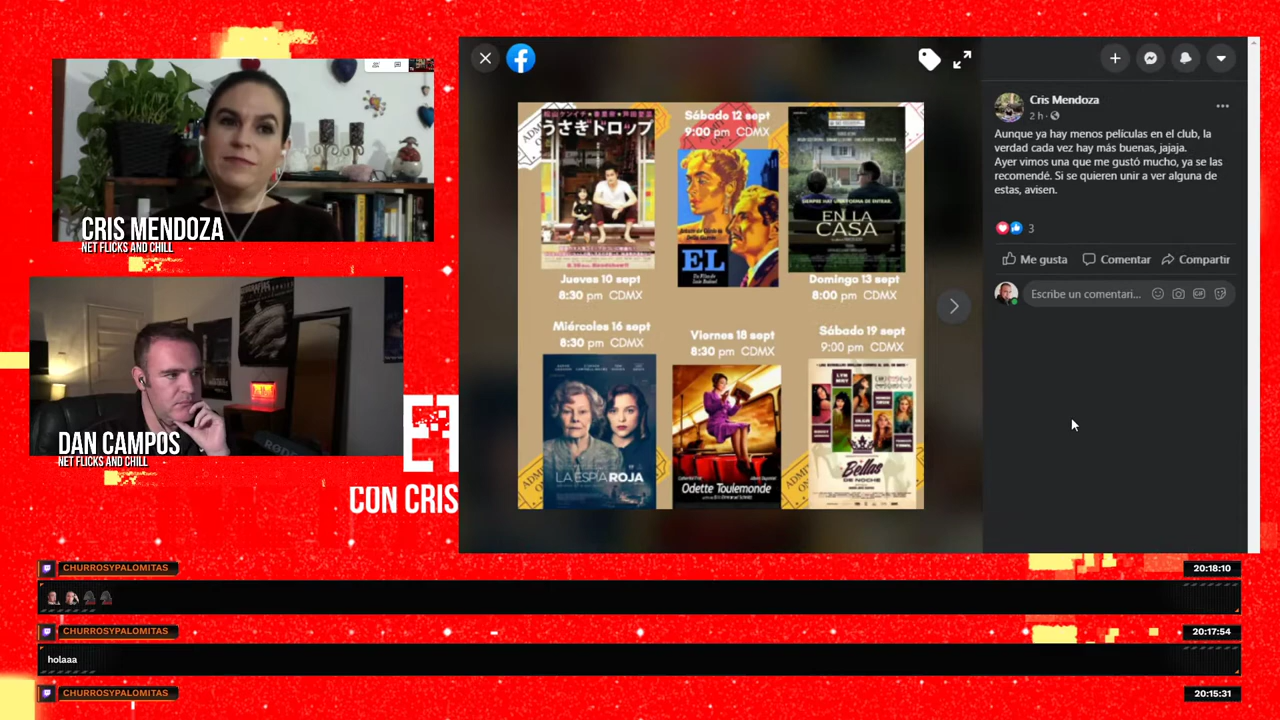 CRIS MENDOZA
NET FLICKS AND CHILL
DAN CAMPOS
NET FLICKS AND CHILL
CON CRIS
うさぎドロップ
Jueves 10 sept
8:30 pm CDMX
Sábado 12 sept
9:00 pm CDMX
EL
SIEMPRE HAY UNA FORMA DE ENTRAR.
EN LA
CASA
Domingo 13 sept
8:00 pm CDMX
Miércoles 16 sept
8:30 pm CDMX
LA ESPÍA ROJA
Viernes 18 sept
8:30 pm CDMX
Odette Toulemonde
Sábado 19 sept
9:00 pm CDMX
Bellas
DE NOCHE
Cris Mendoza
2 h
Aunque ya hay menos películas en el club, la
verdad cada vez hay más buenas, jajaja.
Ayer vimos una que me gustó mucho, ya se las
recomendé. Si se quieren unir a ver alguna de
estas, avisen.
3
Me gusta
Comentar
Compartir
Escribe un comentari...
CHURROSYPALOMITAS
20:18:10
CHURROSYPALOMITAS
20:17:54
holaaa
CHURROSYPALOMITAS
20:15:31